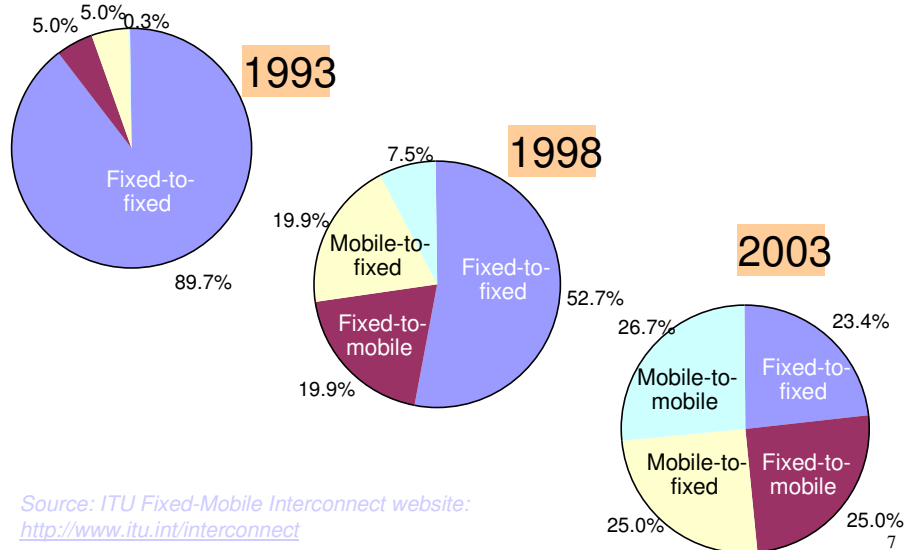 5.0%
5.0%
0.3%
1993
Fixed-to-
fixed
89.7%
1998
7.5%
19.9%
Mobile-to-
fixed
Fixed-to-
fixed
52.7%
Fixed-to-
mobile
19.9%
2003
26.7%
23.4%
Mobile-to-
mobile
Fixed-to-
fixed
Mobile-to-
fixed
Fixed-to-
mobile
25.0%
25.0%
Source: ITU Fixed-Mobile Interconnect website:
http://www.itu.int/interconnect
7